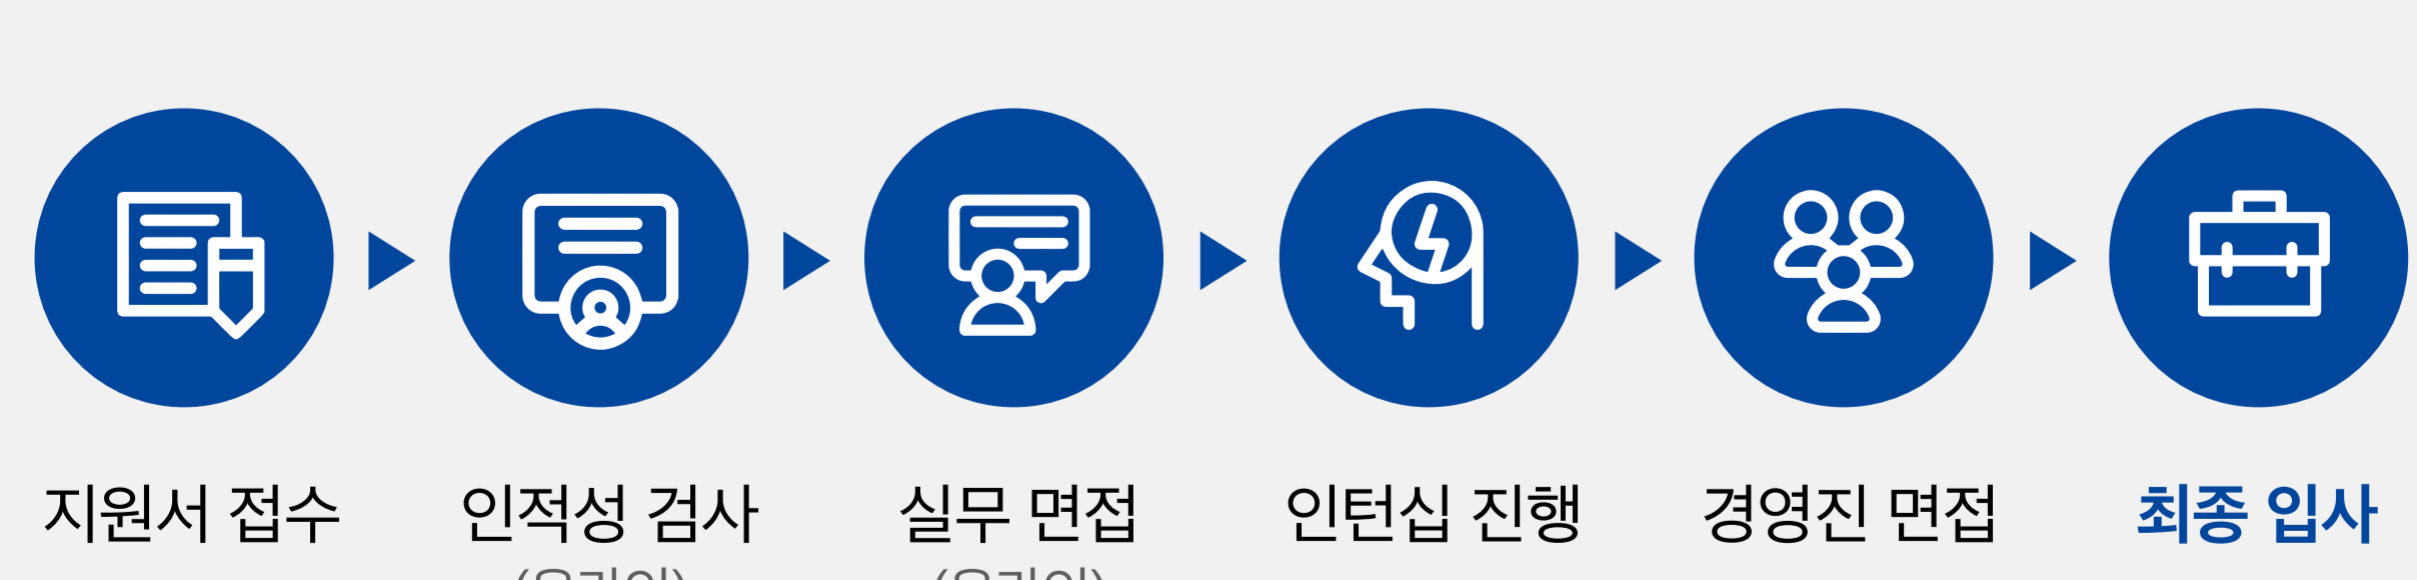 지원서 접수
인적성 검사
실무 면접
인턴십 진행
경영진 면접
최종 입사